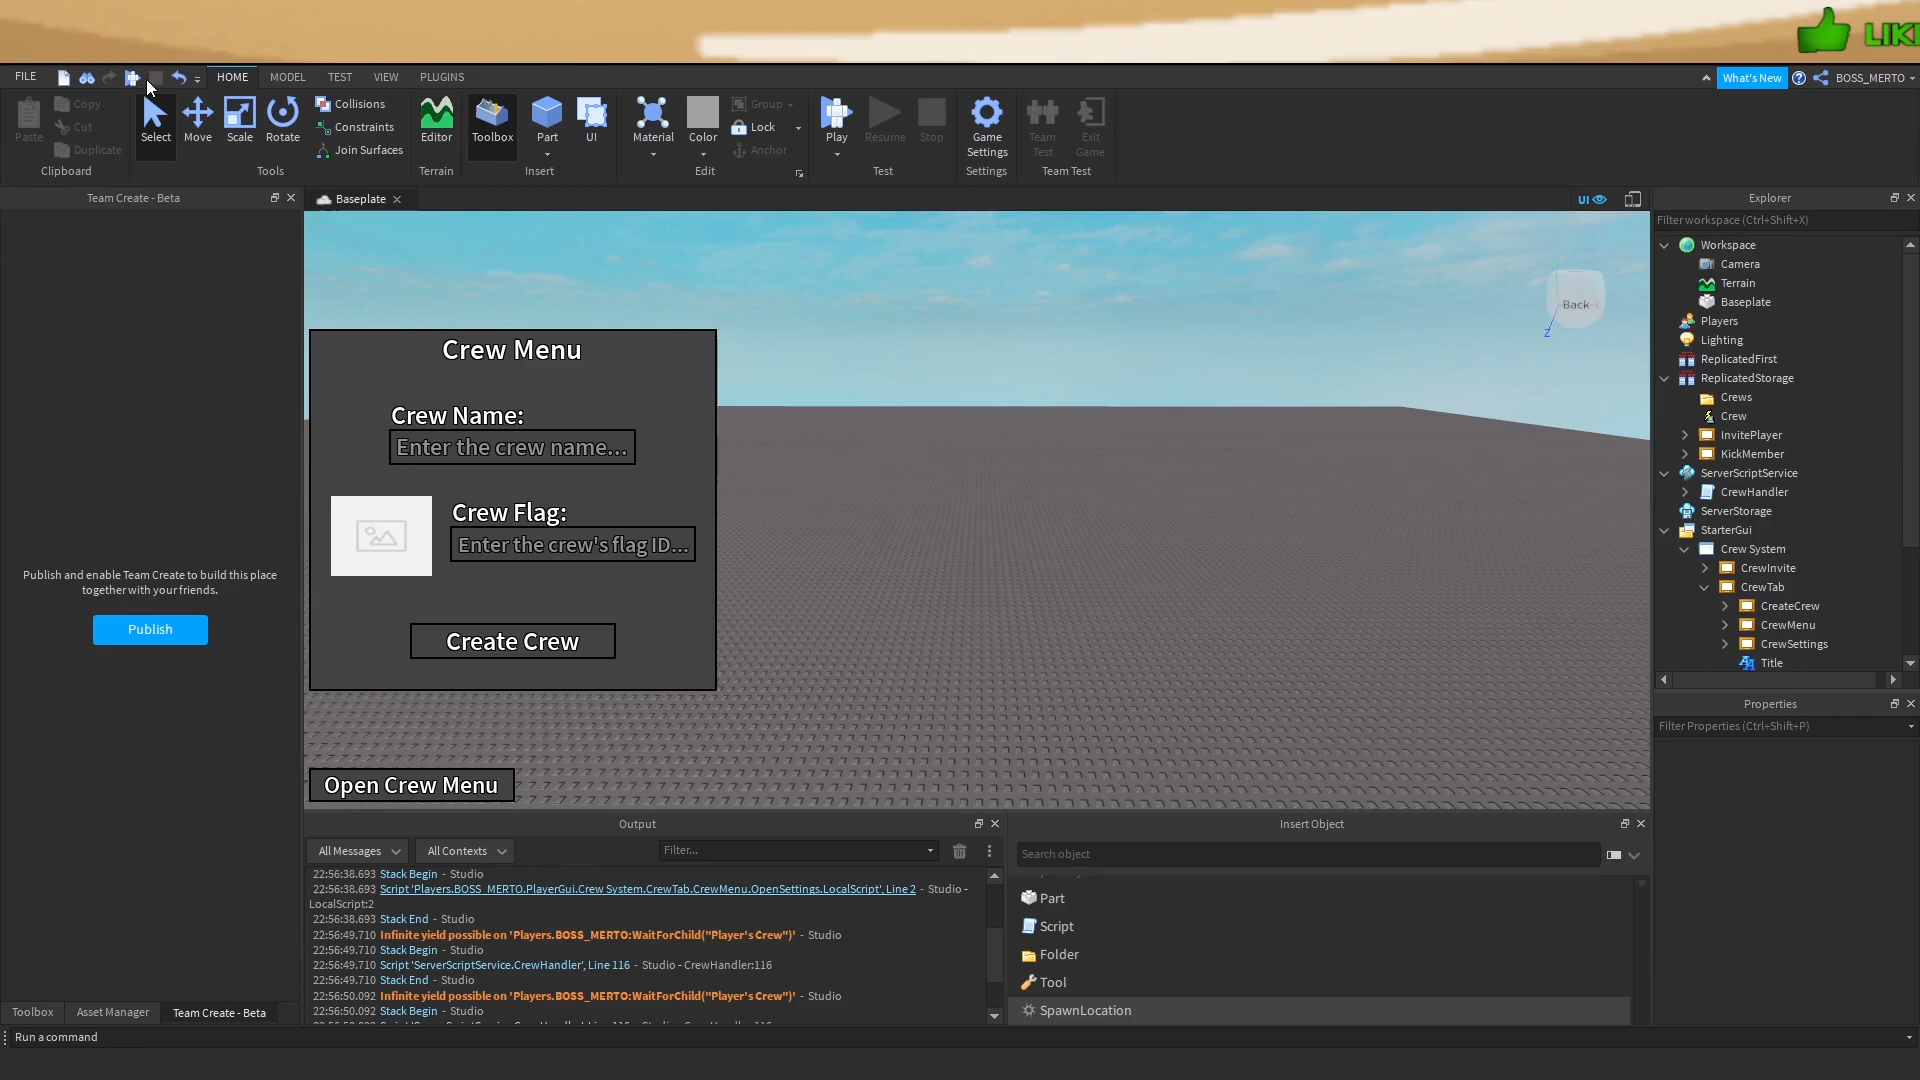 LIKE
FILE HOME MODEL TEST VIEW PLUGINS What's New BOSS_MERTO
Paste Copy Cut Duplicate
Select Move Scale Rotate
Collisions
Constraints
Join Surfaces
Editor Toolbox Part UI
Material Color Group Lock Anchor
Play Resume Stop
Game Settings
Team Test
Exit Game
Clipboard Tools Terrain Insert Edit Test Settings Team Test
Team Create - Beta
Baseplate
UI
Explorer
Filter workspace (Ctrl+Shift+X)
Publish and enable Team Create to build this place
together with your friends.
Publish
Back
X
Z
Crew Menu
Crew Name:
Enter the crew name...
Crew Flag:
Enter the crew's flag ID...
Create Crew
Open Crew Menu
Workspace
Camera
Terrain
Baseplate
Players
Lighting
ReplicatedFirst
ReplicatedStorage
Crews
Crew
InvitePlayer
KickMember
ServerScriptService
CrewHandler
ServerStorage
StarterGui
Crew System
CrewInvite
CrewTab
CreateCrew
CrewMenu
CrewSettings
Title
Properties
Filter Properties (Ctrl+Shift+P)
Output
All Messages All Contexts Filter...
22:56:38.693 Stack Begin - Studio
22:56:38.693 Script 'Players.BOSS_MERTO.PlayerGui.Crew System.CrewTab.CrewMenu.OpenSettings.LocalScript', Line 2 - Studio -
LocalScript:2
22:56:38.693 Stack End - Studio
22:56:49.710 Infinite yield possible on 'Players.BOSS_MERTO:WaitForChild("Player's Crew")' - Studio
22:56:49.710 Stack Begin - Studio
22:56:49.710 Script 'ServerScriptService.CrewHandler', Line 116 - Studio - CrewHandler:116
22:56:49.710 Stack End - Studio
22:56:50.092 Infinite yield possible on 'Players.BOSS_MERTO:WaitForChild("Player's Crew")' - Studio
22:56:50.092 Stack Begin - Studio
Insert Object
Search object
Part
Script
Folder
Tool
SpawnLocation
Toolbox Asset Manager Team Create - Beta
Run a command